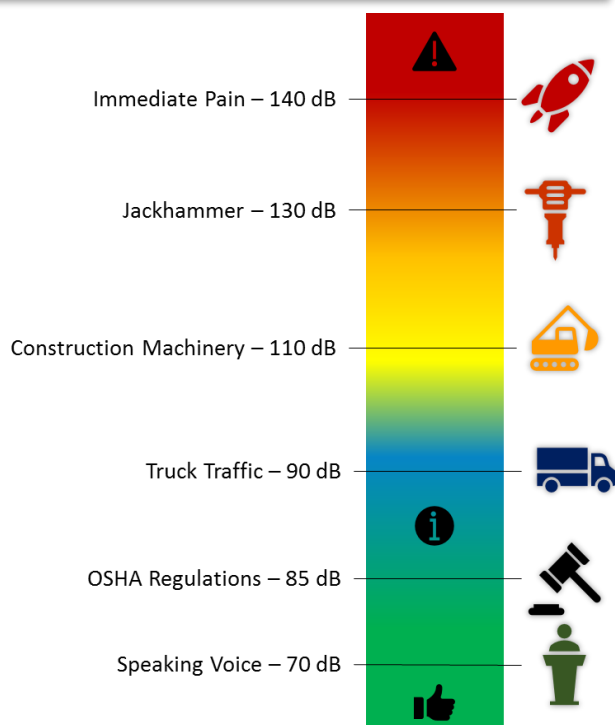 Immediate Pain – 140 dB
Jackhammer – 130 dB
Construction Machinery – 110 dB
Truck Traffic – 90 dB
OSHA Regulations – 85 dB
Speaking Voice – 70 dB